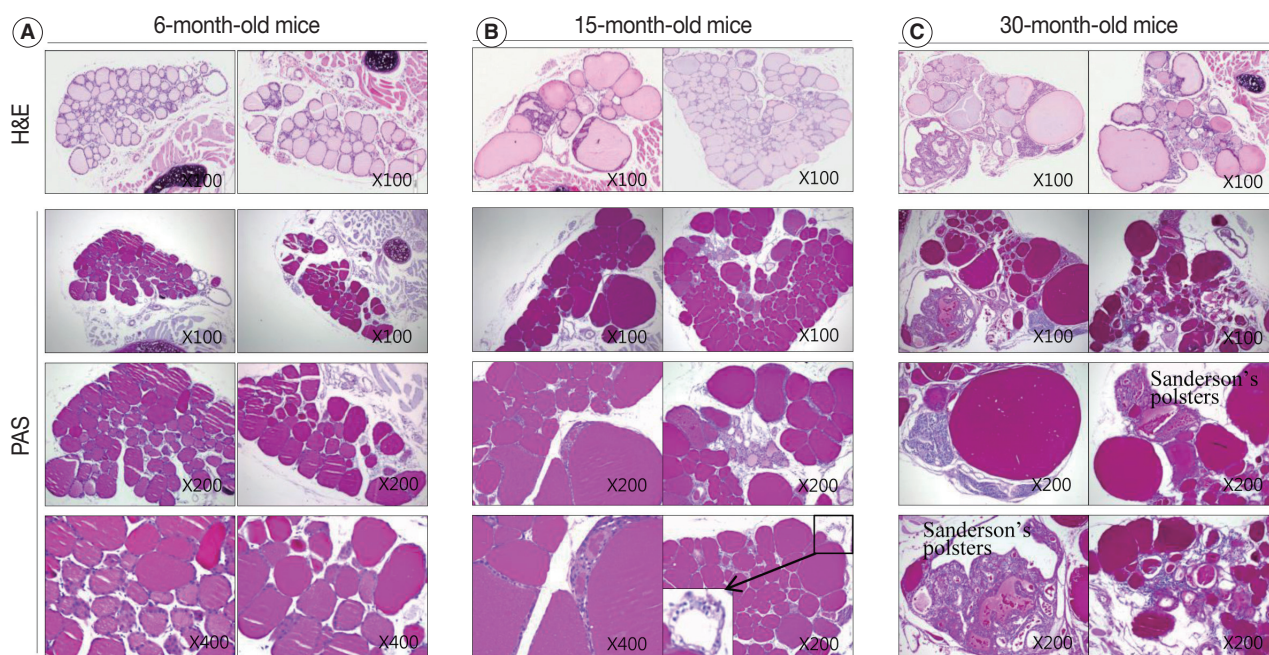 A 6-month-old mice
B 15-month-old mice
C 30-month-old mice
H&E
X100 X100 X100 X100 X100 X100
PAS
X100 X100 X100 X100 X100 X100
Sanderson's
polsters
X200 X200 X200 X200 X200 X200
Sanderson's
polsters
X400 X400 X400 X200 X200 X200